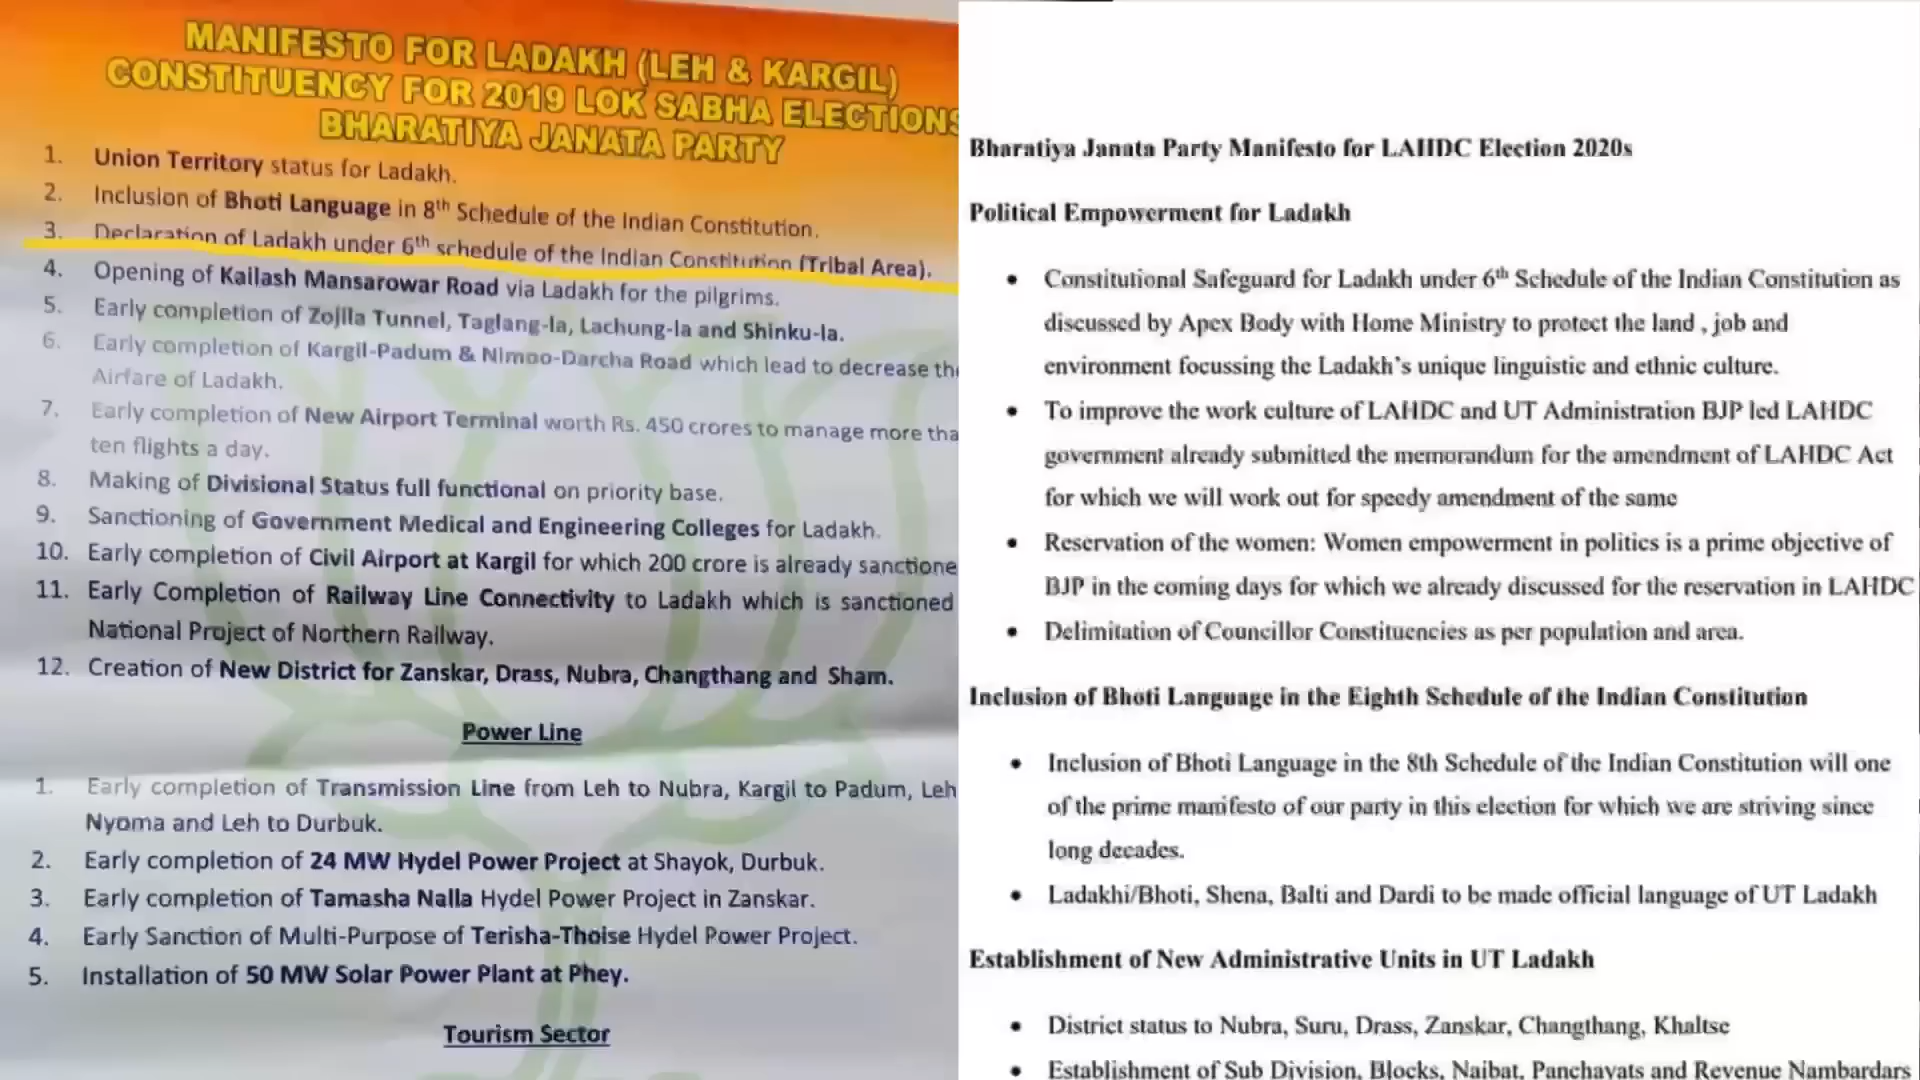 MANIFESTO FOR LADAKH (LEH & KARGIL)
CONSTITUENCY FOR 2019 LOK SABHA ELECTIONS
BHARATIYA JANATA PARTY
1. Union Territory status for Ladakh.
2. Inclusion of Bhoti Language in 8th Schedule of the Indian Constitution.
3. Declaration of Ladakh under 6th schedule of the Indian Constitution (Tribal Area).
4. Opening of Kailash Mansarowar Road via Ladakh for the pilgrims.
5. Early completion of Zojila Tunnel, Taglang-la, Lachung-la and Shinku-la.
6. Early completion of Kargil-Padum & Nimoo-Darcha Road which lead to decrease the
Airfare of Ladakh.
7. Early completion of New Airport Terminal worth Rs. 450 crores to manage more tha
ten flights a day.
8. Making of Divisional Status full functional on priority base.
9. Sanctioning of Government Medical and Engineering Colleges for Ladakh.
10. Early completion of Civil Airport at Kargil for which 200 crore is already sanctione
11. Early Completion of Railway Line Connectivity to Ladakh which is sanctioned
National Project of Northern Railway.
12. Creation of New District for Zanskar, Drass, Nubra, Changthang and Sham.
Power Line
1. Early completion of Transmission Line from Leh to Nubra, Kargil to Padum, Leh
Nyoma and Leh to Durbuk.
2. Early completion of 24 MW Hydel Power Project at Shayok, Durbuk.
3. Early completion of Tamasha Nalla Hydel Power Project in Zanskar.
4. Early Sanction of Multi-Purpose of Terisha-Thoise Hydel Power Project.
5. Installation of 50 MW Solar Power Plant at Phey.
Tourism Sector
Bharatiya Janata Party Manifesto for LAHDC Election 2020s
Political Empowerment for Ladakh
• Constitutional Safeguard for Ladakh under 6th Schedule of the Indian Constitution as
discussed by Apex Body with Home Ministry to protect the land , job and
environment focussing the Ladakh's unique linguistic and ethnic culture.
• To improve the work culture of LAHDC and UT Administration BJP led LAHDC
government already submitted the memorandum for the amendment of LAHDC Act
for which we will work out for speedy amendment of the same
• Reservation of the women: Women empowerment in politics is a prime objective of
BJP in the coming days for which we already discussed for the reservation in LAHDC
• Delimitation of Councillor Constituencies as per population and area.
Inclusion of Bhoti Language in the Eighth Schedule of the Indian Constitution
• Inclusion of Bhoti Language in the 8th Schedule of the Indian Constitution will one
of the prime manifesto of our party in this election for which we are striving since
long decades.
• Ladakhi/Bhoti, Shena, Balti and Dardi to be made official language of UT Ladakh
Establishment of New Administrative Units in UT Ladakh
• District status to Nubra, Suru, Drass, Zanskar, Changthang, Khaltse
• Establishment of Sub Division, Blocks, Naibat, Panchayats and Revenue Nambardars